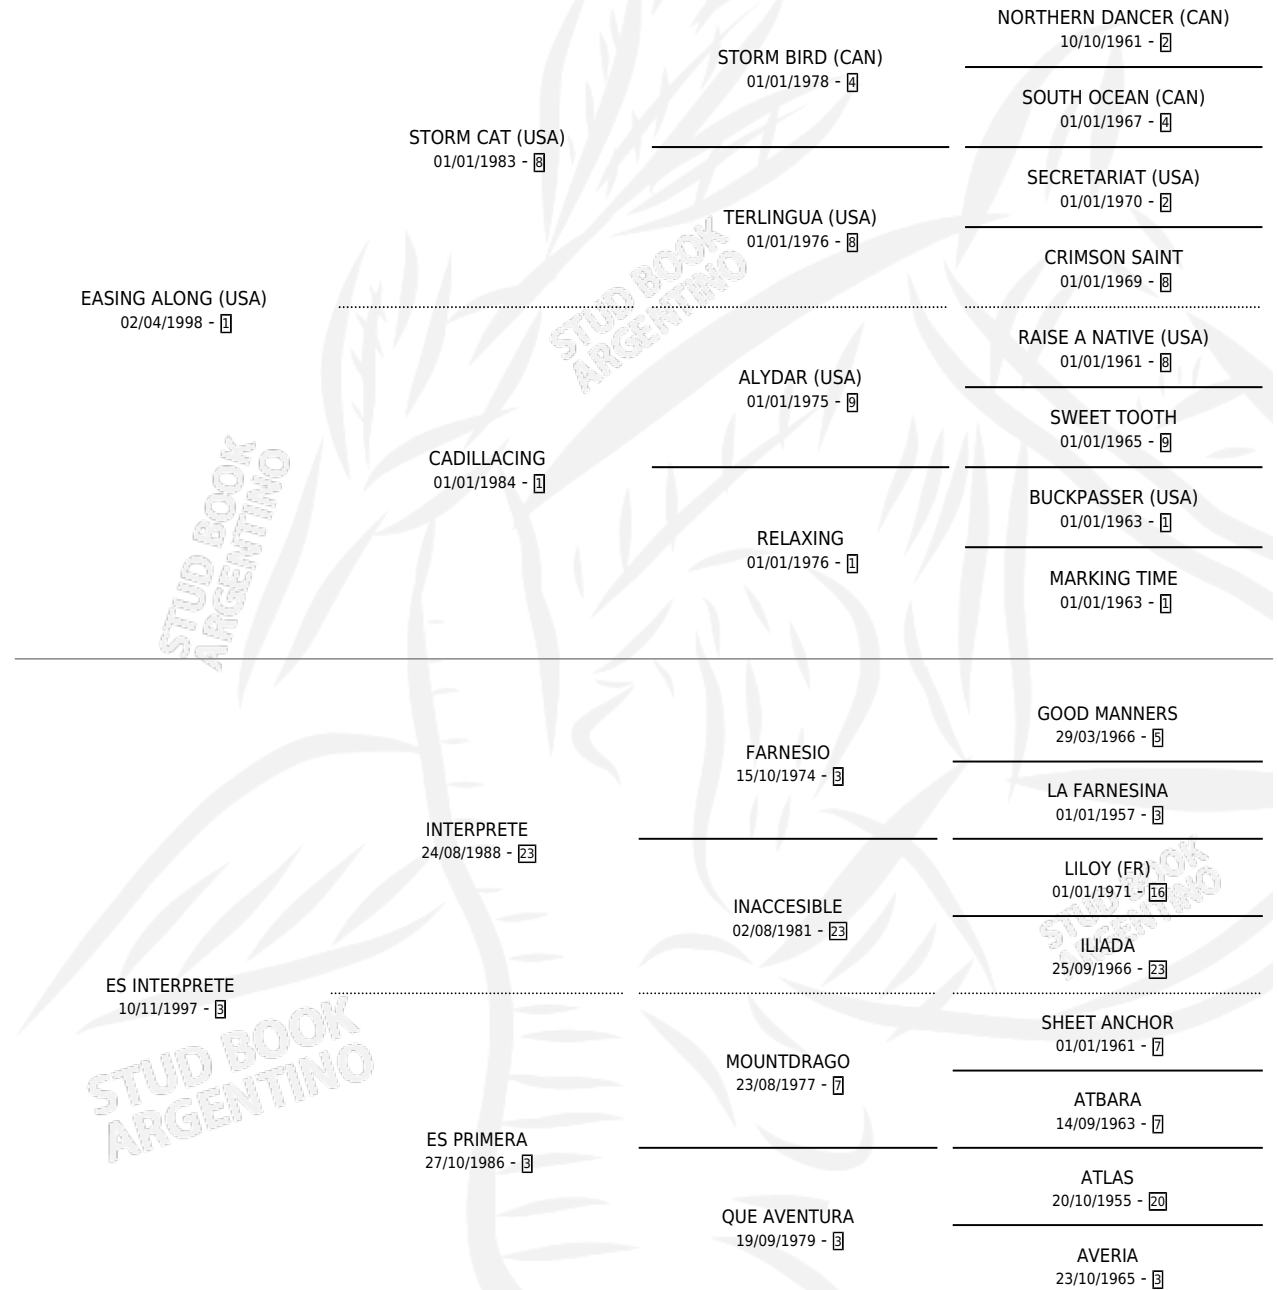 NORTHERN DANCER (CAN)
10/10/1961 - 2
STORM BIRD (CAN)
01/01/1978 - 4
SOUTH OCEAN (CAN)
01/01/1967 - 4
STORM CAT (USA)
01/01/1983 - 8
SECRETARIAT (USA)
01/01/1970 - 2
TERLINGUA (USA)
01/01/1976 - 8
CRIMSON SAINT
01/01/1969 - 8
EASING ALONG (USA)
02/04/1998 - 1
RAISE A NATIVE (USA)
01/01/1961 - 8
ALYDAR (USA)
01/01/1975 - 9
SWEET TOOTH
01/01/1965 - 9
CADILLACING
01/01/1984 - 1
BUCKPASSER (USA)
01/01/1963 - 1
RELAXING
01/01/1976 - 1
MARKING TIME
01/01/1963 - 1
GOOD MANNERS
29/03/1966 - 5
FARNESIO
15/10/1974 - 3
LA FARNESINA
01/01/1957 - 3
INTERPRETE
24/08/1988 - 23
LILOY (FR)
01/01/1971 - 16
INACCESIBLE
02/08/1981 - 23
ILIADA
25/09/1966 - 23
ES INTERPRETE
10/11/1997 - 3
SHEET ANCHOR
01/01/1961 - 7
MOUNTDRAGO
23/08/1977 - 7
ATBARA
14/09/1963 - 7
ES PRIMERA
27/10/1986 - 3
ATLAS
20/10/1955 - 20
QUE AVENTURA
19/09/1979 - 3
AVERIA
23/10/1965 - 3
STUD BOOK
ARGENTINO
STUD BOOK
ARGENTINO
STUD BOOK
ARGENTINO
STUD BOOK
ARGENTINO